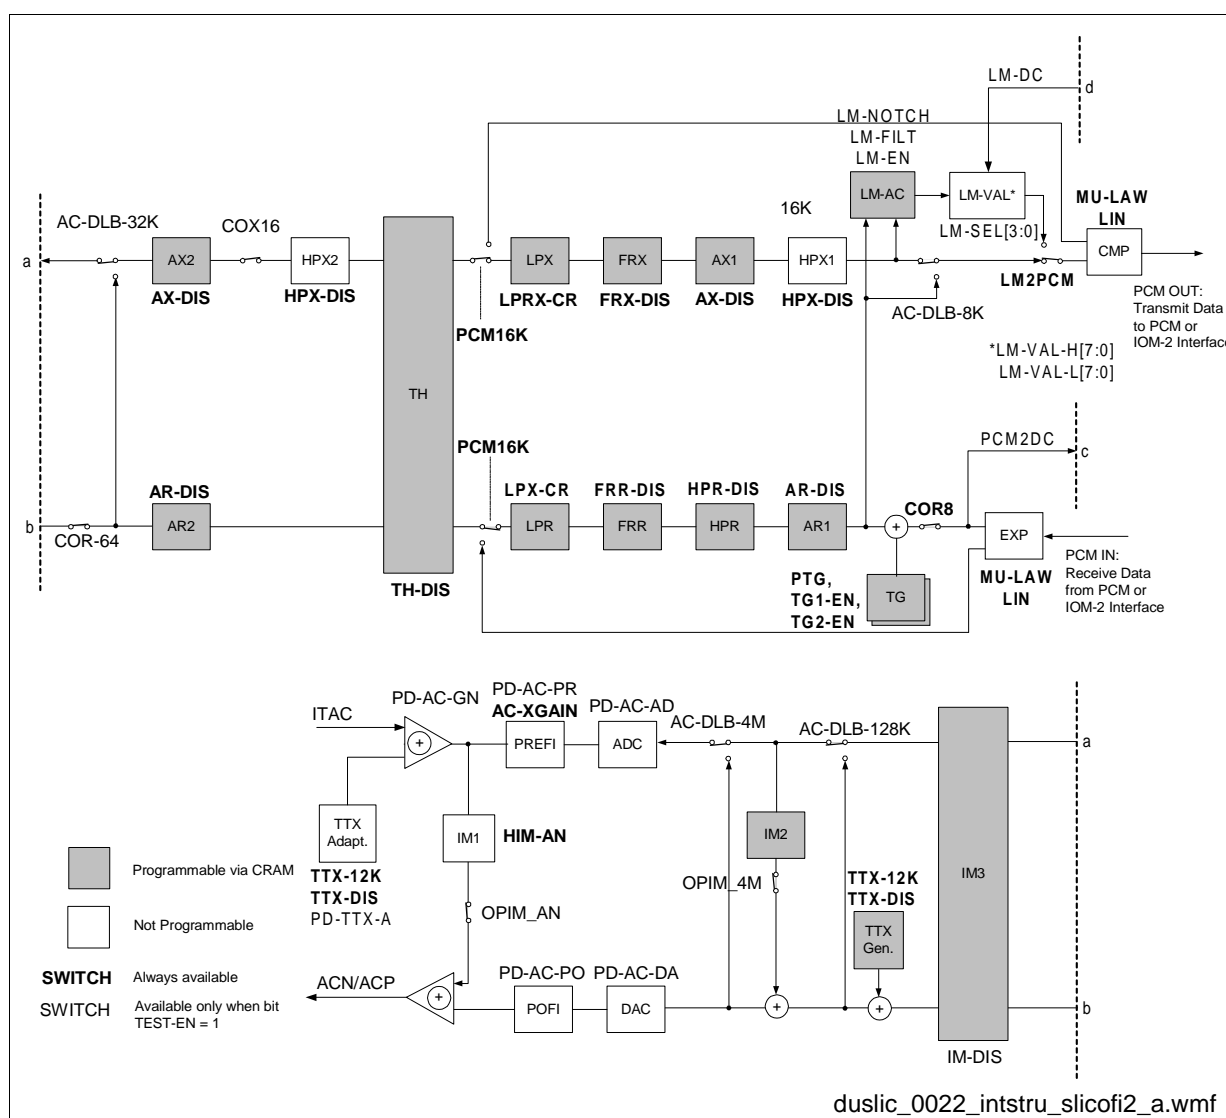 LM-DC
d
LM-NOTCH
LM-FILT
LM-EN
LM-AC
LM-VAL*
LM-SEL[3:0]
MU-LAW
LIN
CMP
16K
AC-DLB-32K
COX16
a
AX2
HPX2
AX-DIS
HPX-DIS
TH
LPX
FRX
AX1
HPX1
LPRX-CR
FRX-DIS
AX-DIS
HPX-DIS
AC-DLB-8K
LM2PCM
PCM OUT:
Transmit Data
to PCM or
IOM-2 Interface
PCM16K
*LM-VAL-H[7:0]
LM-VAL-L[7:0]
PCM16K
PCM2DC
c
AR-DIS
LPX-CR
FRR-DIS
HPR-DIS
AR-DIS
COR8
b
COR-64
AR2
LPR
FRR
HPR
AR1
+
EXP
PCM IN:
Receive Data
from PCM or
IOM-2 Interface
MU-LAW
LIN
TH-DIS
PTG,
TG1-EN,
TG2-EN
TG
PD-AC-GN
PD-AC-PR
AC-XGAIN
PD-AC-AD
AC-DLB-4M
AC-DLB-128K
ITAC
+
PREFI
ADC
a
TTX
Adapt.
IM1
HIM-AN
IM2
IM3
TTX-12K
TTX-DIS
PD-TTX-A
OPIM_4M
TTX-12K
TTX-DIS
OPIM_AN
TTX
Gen.
Programmable via CRAM
Not Programmable
SWITCH Always available
SWITCH Available only when bit
TEST-EN = 1
ACN/ACP
+
PD-AC-PO
PD-AC-DA
POFI
DAC
+
+
b
IM-DIS
duslic_0022_intstru_slicofi2_a.wmf